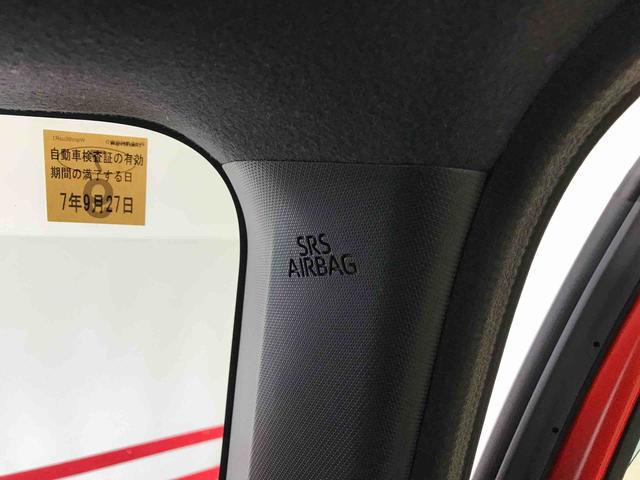 自動車検査証の有効
期間の満了する日
7年9月27日
SRS
AIRBAG